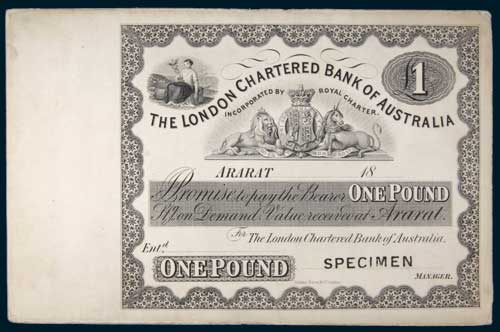 £1
THE LONDON CHARTERED BANK OF AUSTRALIA
INCORPORATED BY ROYAL CHARTER.
ARARAT 18
Promise to pay the Bearer ONE POUND
on Demand. Value received at Ararat.
For The London Chartered Bank of Australia.
Entd.
ONE POUND SPECIMEN
MANAGER.